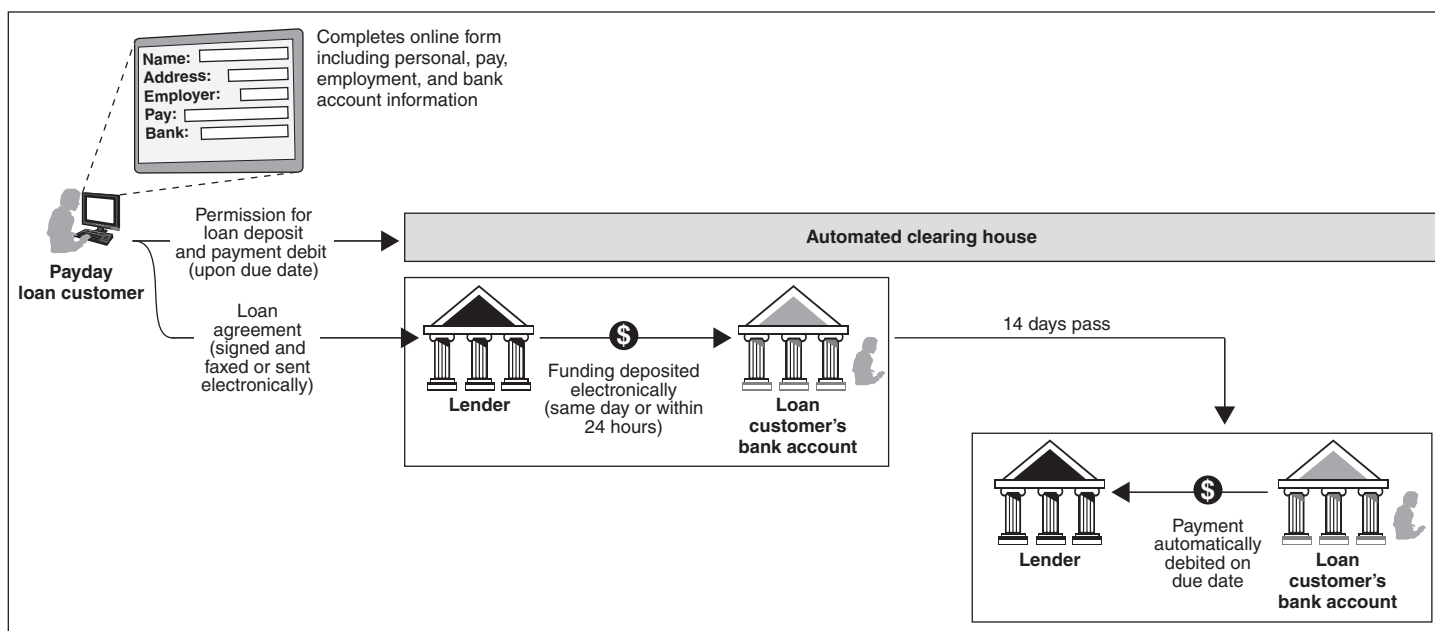 Completes online form
including personal, pay,
employment, and bank
account information
Name:
Address:
Employer:
Pay:
Bank:
Payday
loan customer
Permission for
loan deposit
and payment debit
(upon due date)
Automated clearing house
Loan
agreement
(signed and
faxed or sent
electronically)
Lender
$
Funding deposited
electronically
(same day or within
24 hours)
Loan
customer's
bank account
14 days pass
Lender
$
Payment
automatically
debited on
due date
Loan
customer's
bank account